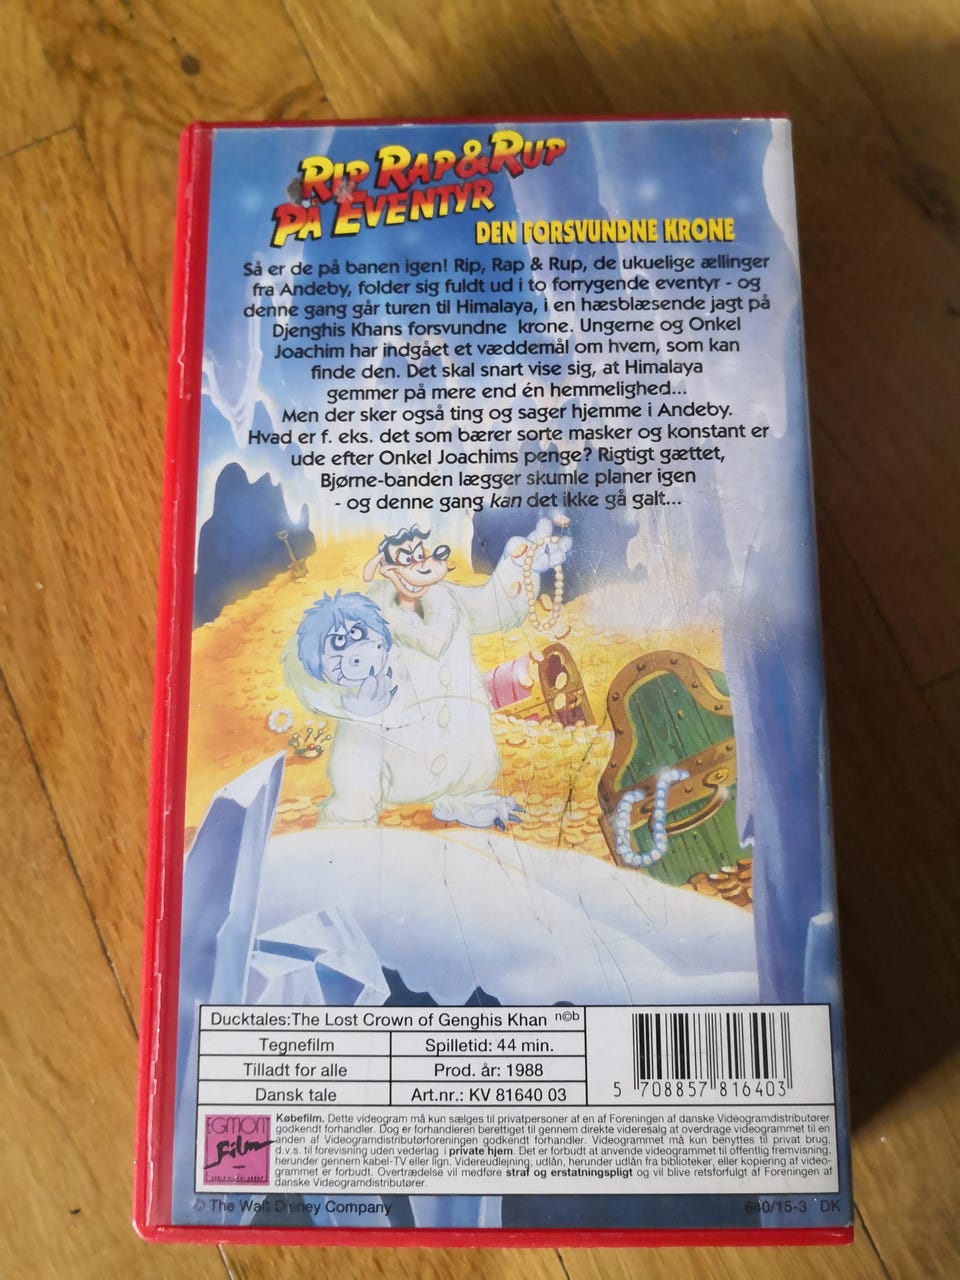 RIP RAP & RUP
PÅ EVENTYR
DEN FORSVUNDNE KRONE
Så er de på banen igen! Rip, Rap & Rup, de ukuelige ællinger
fra Andeby, folder sig fuldt ud i to forrygende eventyr - og
denne gang går turen til Himalaya, i en hæsblæsende jagt på
Djenghis Khans forsvundne krone. Ungerne og Onkel
Joachim har indgået et væddemål om hvem, som kan
finde den. Det skal snart vise sig, at Himalaya
gemmer på mere end én hemmelighed...
Men der sker også ting og sager hjemme i Andeby.
Hvad er f. eks. det som bærer sorte masker og konstant er
ude efter Onkel Joachims penge? Rigtigt gættet,
Bjørne-banden lægger skumle planer igen
- og denne gang kan det ikke gå galt...
Ducktales:The Lost Crown of Genghis Khan n©b
Tegnefilm
Spilletid: 44 min.
Tilladt for alle
Prod. år: 1988
Dansk tale
Art.nr.: KV 81640 03
5 708857 816403
EGMONT
Film
Købefilm. Dette videogram må kun sælges til privatpersoner af en af Foreningen af danske Videogramdistributører
godkendt forhandler. Dog er forhandleren berettiget til gennem direkte videresalg at overdrage videogrammet til en
anden af Videogramdistributørforeningen godkendt forhandler. Videogrammet må kun benyttes til privat brug,
d.v.s. til forevisning uden vederlag i private hjem. Det er forbudt at anvende videogrammet til offentlig fremvisning,
herunder gennem kabel-TV eller lign. Videreudlejning, udlån, herunder udlån fra biblioteker, eller kopiering af video-
grammet er forbudt. Overtrædelse vil medføre straf og erstatningspligt og vil blive retsforfulgt af Foreningen af
danske Videogramdistributører.
© The Walt Disney Company
640/15-3 DK